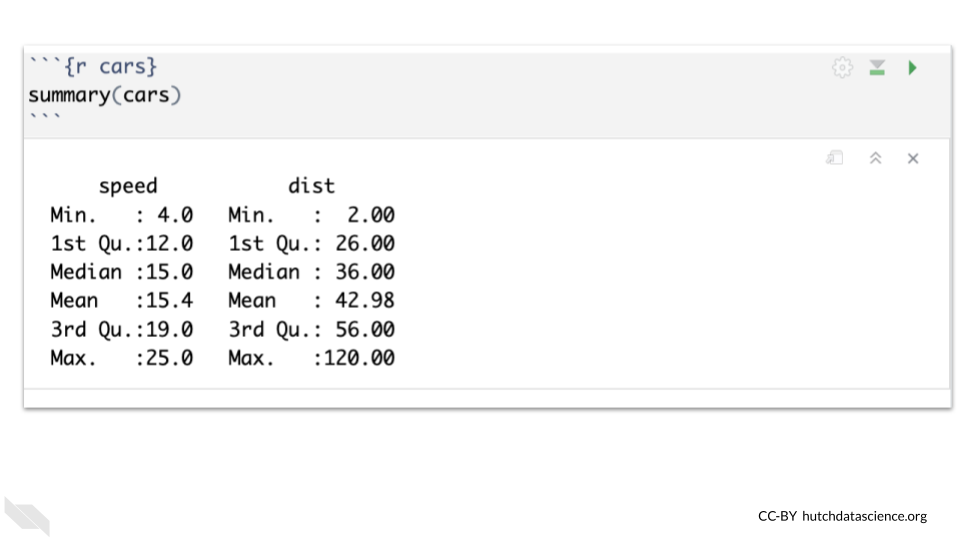 ```{r cars}
summary(cars)
```
     speed           dist
 Min.   : 4.0   Min.   :  2.00
 1st Qu.:12.0   1st Qu.: 26.00
 Median :15.0   Median : 36.00
 Mean   :15.4   Mean   : 42.98
 3rd Qu.:19.0   3rd Qu.: 56.00
 Max.   :25.0   Max.   :120.00
CC-BY hutchdatascience.org